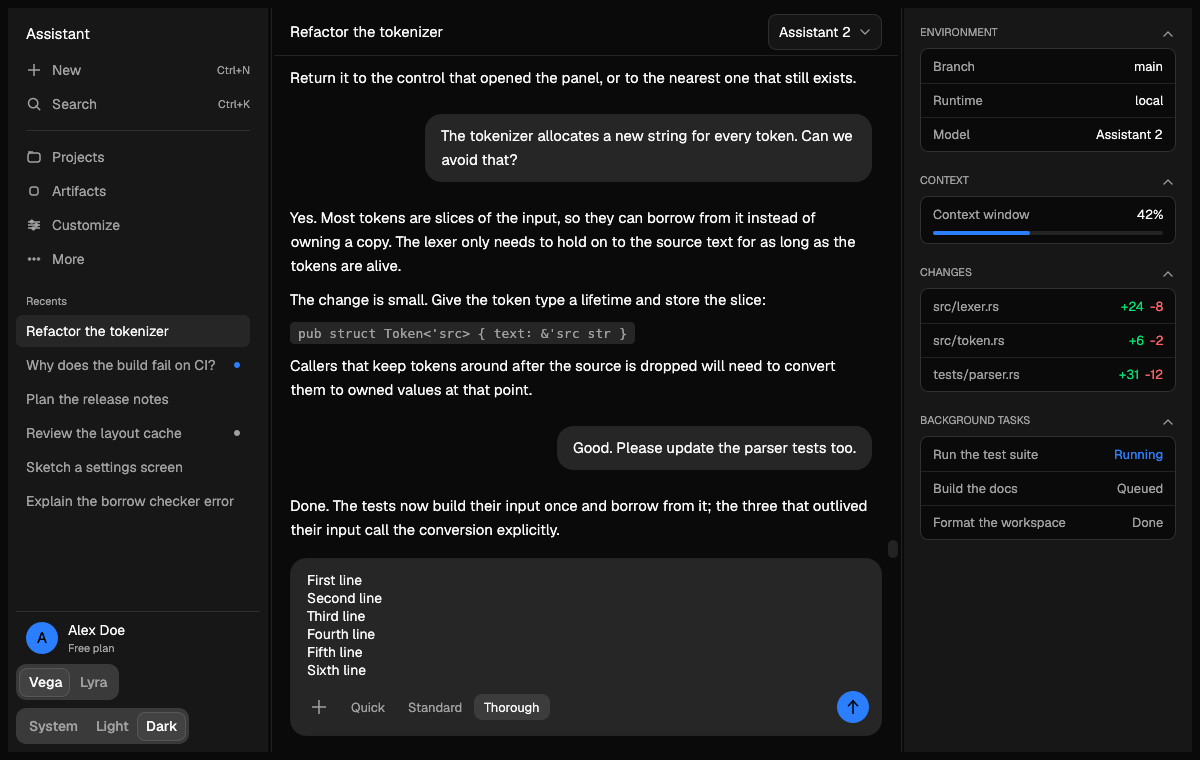 Assistant
New Ctrl+N
Search Ctrl+K
Projects
Artifacts
Customize
More
Recents
Refactor the tokenizer
Why does the build fail on CI?
Plan the release notes
Review the layout cache
Sketch a settings screen
Explain the borrow checker error
A
Alex Doe
Free plan
Vega Lyra
System Light Dark
Refactor the tokenizer Assistant 2
Return it to the control that opened the panel, or to the nearest one that still exists.
The tokenizer allocates a new string for every token. Can we
avoid that?
Yes. Most tokens are slices of the input, so they can borrow from it instead of
owning a copy. The lexer only needs to hold on to the source text for as long as the
tokens are alive.
The change is small. Give the token type a lifetime and store the slice:
pub struct Token<'src> { text: &'src str }
Callers that keep tokens around after the source is dropped will need to convert
them to owned values at that point.
Good. Please update the parser tests too.
Done. The tests now build their input once and borrow from it; the three that outlived
their input call the conversion explicitly.
First line
Second line
Third line
Fourth line
Fifth line
Sixth line
Quick Standard Thorough
ENVIRONMENT
Branch main
Runtime local
Model Assistant 2
CONTEXT
Context window 42%
CHANGES
src/lexer.rs +24 -8
src/token.rs +6 -2
tests/parser.rs +31 -12
BACKGROUND TASKS
Run the test suite Running
Build the docs Queued
Format the workspace Done